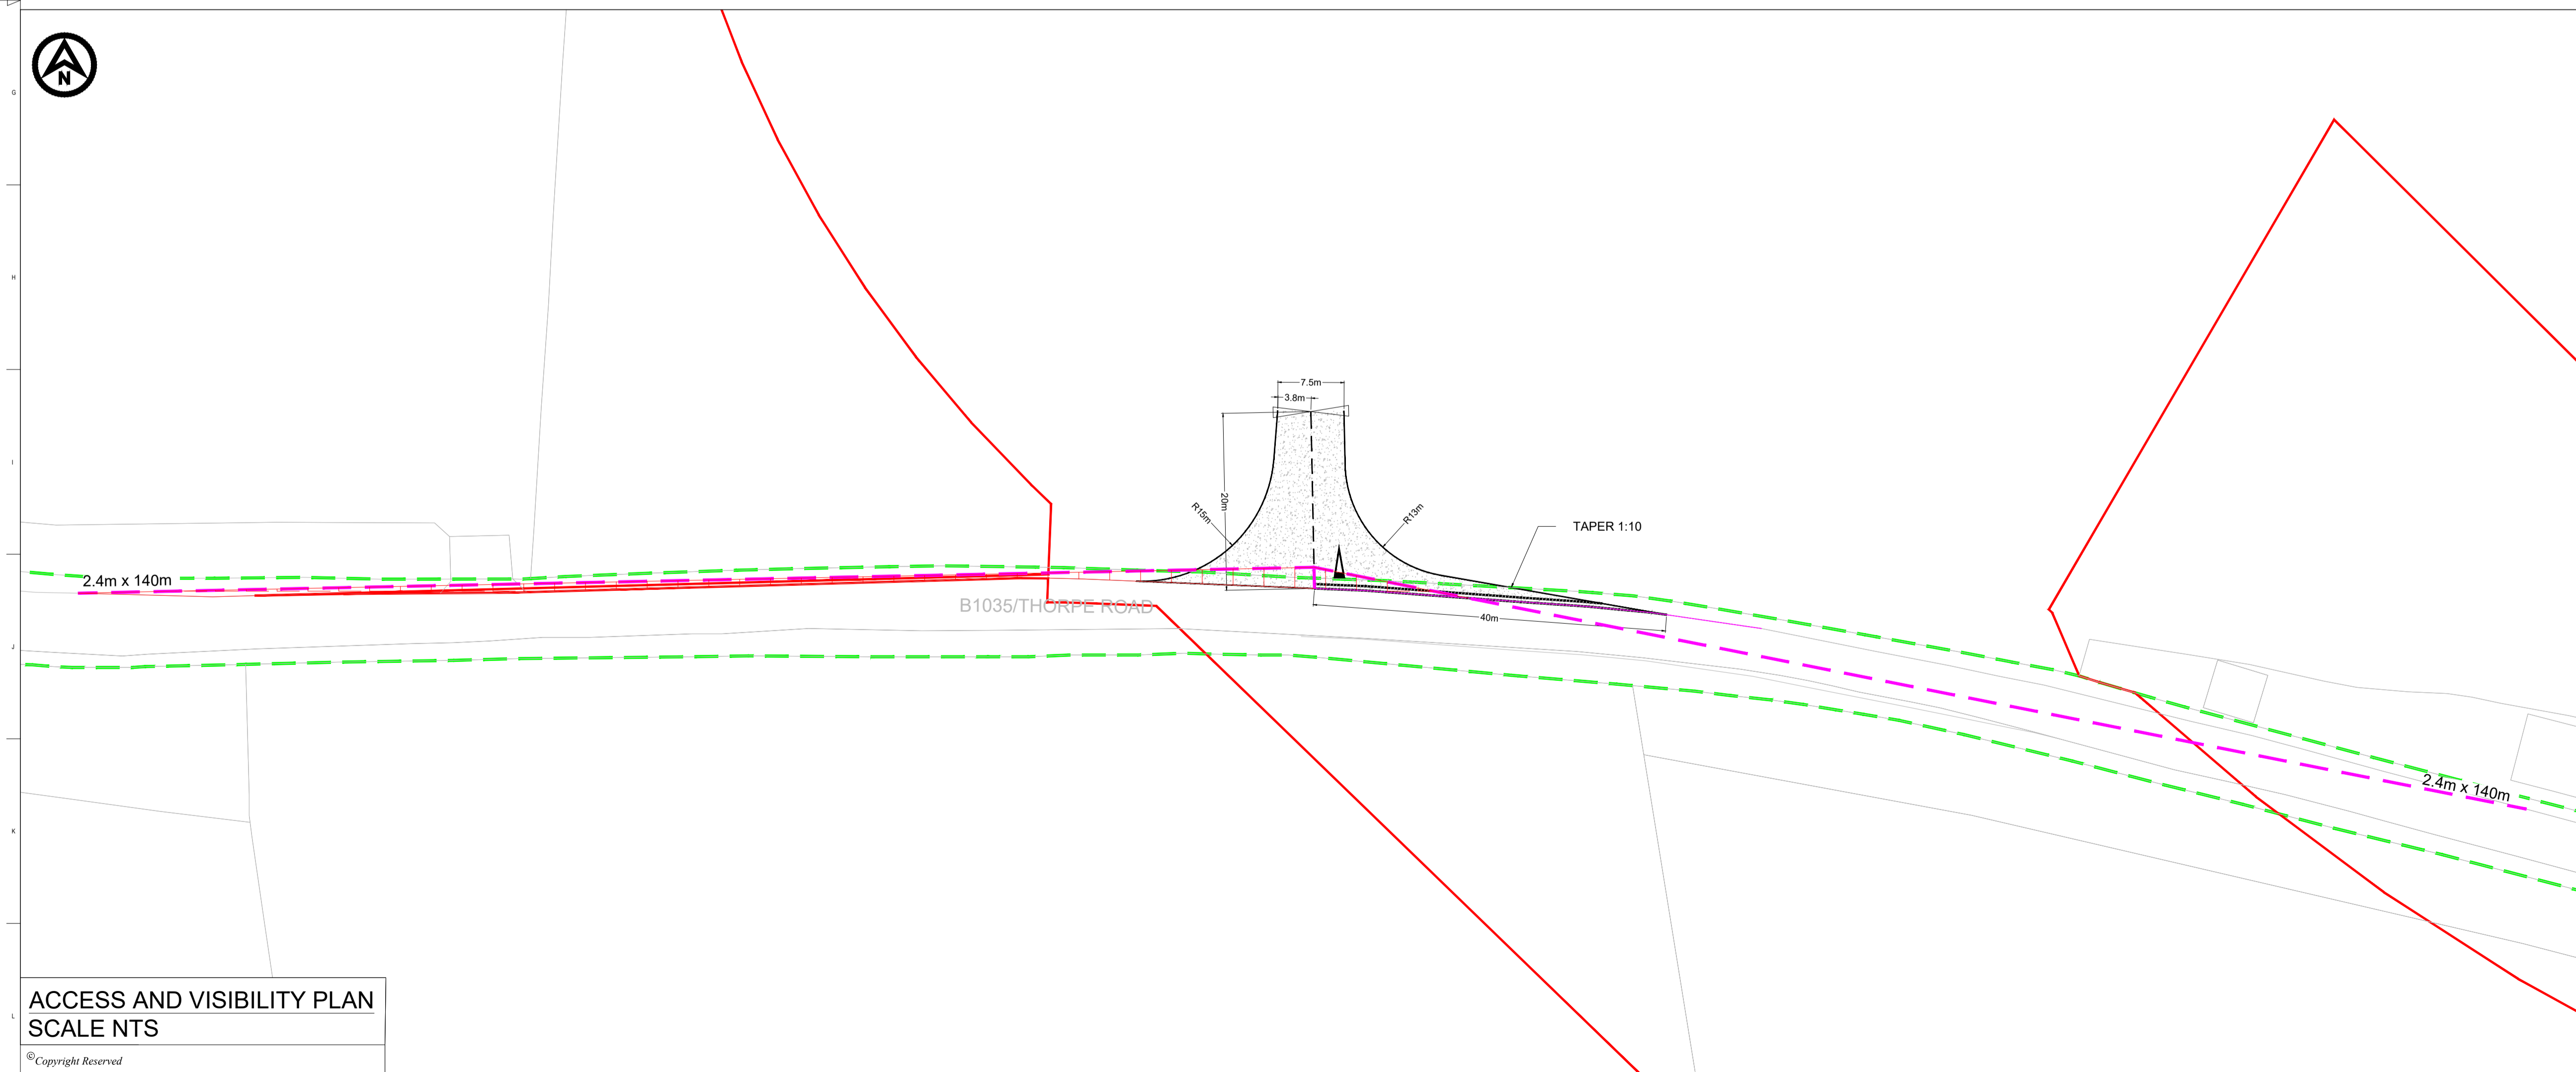 N
G
H
I
J
K
L
7.5m
3.8m
20m
R15m
R13m
TAPER 1:10
2.4m x 140m
B1035/THORPE ROAD
40m
2.4m x 140m
ACCESS AND VISIBILITY PLAN
SCALE NTS
©Copyright Reserved